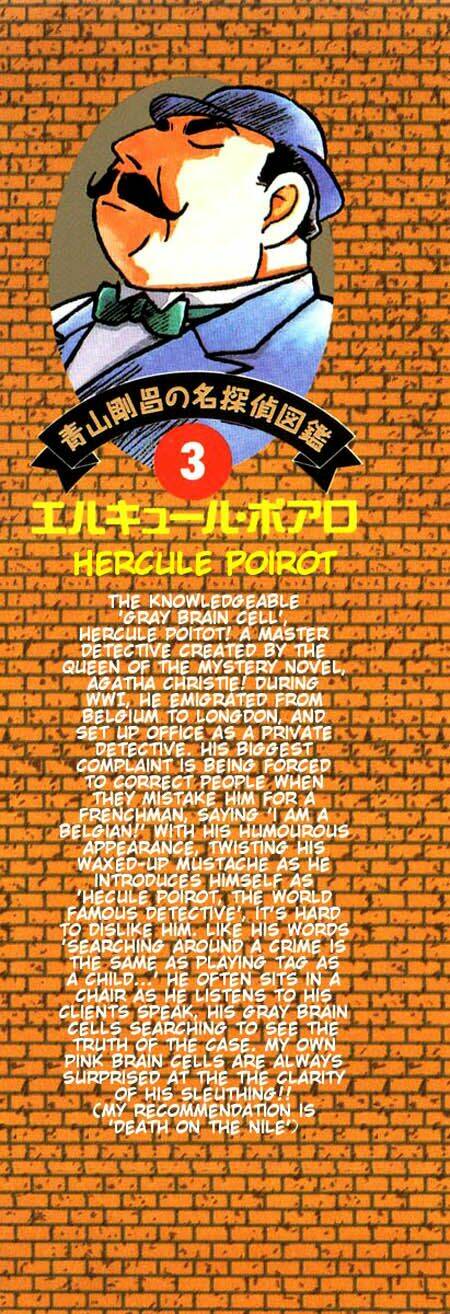 青山剛昌の名探偵図鑑
3
エルキュール・ポアロ
HERCULE POIROT
THE KNOWLEDGEABLE
'GRAY BRAIN CELL',
HERCULE POITOT! A MASTER
DETECTIVE CREATED BY THE
QUEEN OF THE MYSTERY NOVEL,
AGATHA CHRISTIE! DURING
WWI, HE EMIGRATED FROM
BELGIUM TO LONGDON, AND
SET UP OFFICE AS A PRIVATE
DETECTIVE. HIS BIGGEST
COMPLAINT IS BEING FORCED
TO CORRECT PEOPLE WHEN
THEY MISTAKE HIM FOR A
FRENCHMAN, SAYING 'I AM A
BELGIAN!' WITH HIS HUMOUROUS
APPEARANCE, TWISTING HIS
WAXED-UP MUSTACHE AS HE
INTRODUCES HIMSELF AS
'HECULE POIROT, THE WORLD
FAMOUS DETECTIVE', IT'S HARD
TO DISLIKE HIM. LIKE HIS WORDS
'SEARCHING AROUND A CRIME IS
THE SAME AS PLAYING TAG AS
A CHILD...' HE OFTEN SITS IN A
CHAIR AS HE LISTENS TO HIS
CLIENTS SPEAK, HIS GRAY BRAIN
CELLS SEARCHING TO SEE THE
TRUTH OF THE CASE. MY OWN
PINK BRAIN CELLS ARE ALWAYS
SURPRISED AT THE THE CLARITY
OF HIS SLEUTHING!!
(MY RECOMMENDATION IS
'DEATH ON THE NILE')